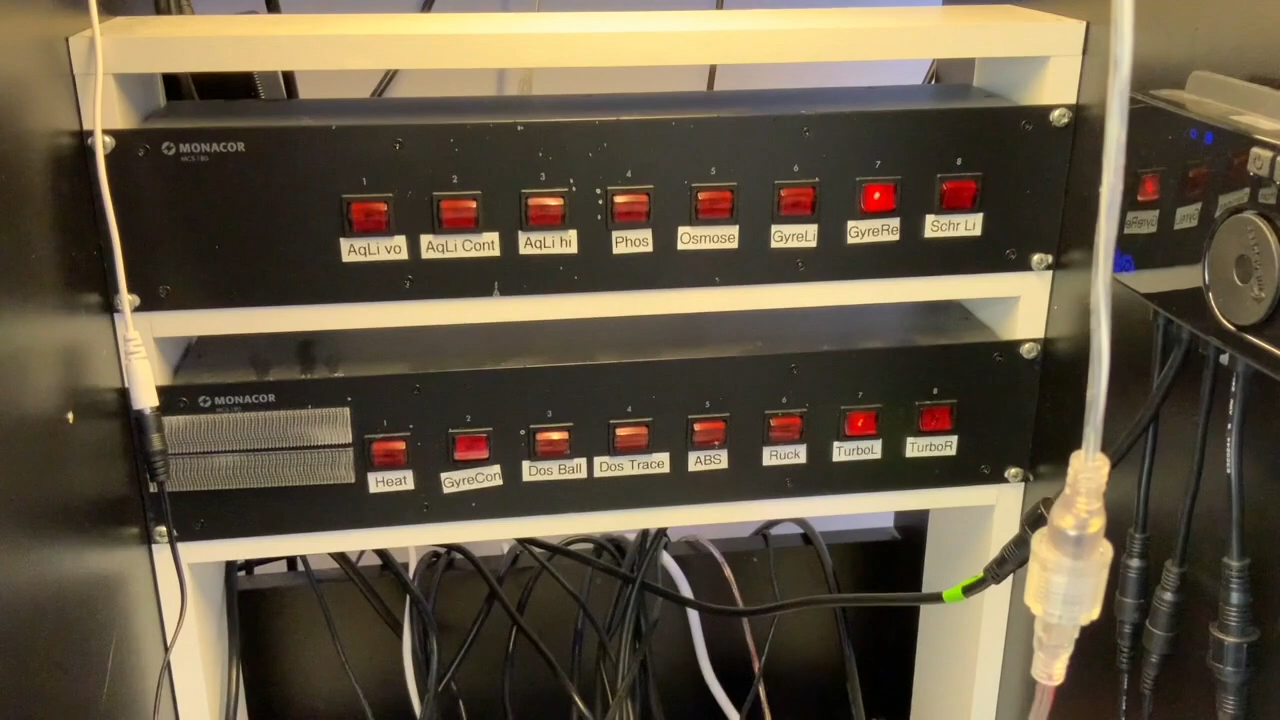 MONACOR
MCS-18G
1 2 3 4 5 6 7 8
AqLi vo AqLi Cont AqLi hi Phos Osmose GyreLi GyreRe Schr Li
MONACOR
1 2 3 4 5 6 7 8
Heat GyreCon Dos Ball Dos Trace ABS Ruck TurboL TurboR